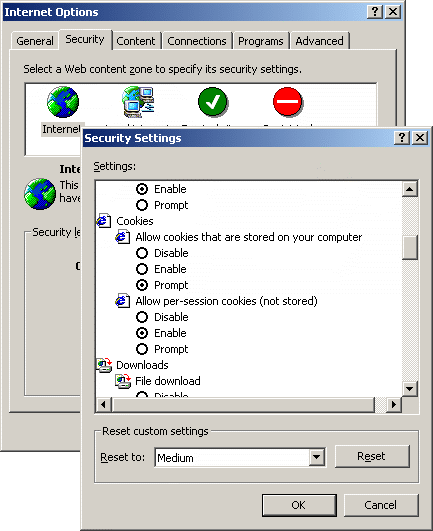 Internet Options
General Security Content Connections Programs Advanced
Select a Web content zone to specify its security settings.
Internet
Inte
This
have
Security le
Security Settings
Settings:
Enable
Prompt
Cookies
Allow cookies that are stored on your computer
Disable
Enable
Prompt
Allow per-session cookies (not stored)
Disable
Enable
Prompt
Downloads
File download
Disable
Reset custom settings
Reset to: Medium Reset
OK Cancel